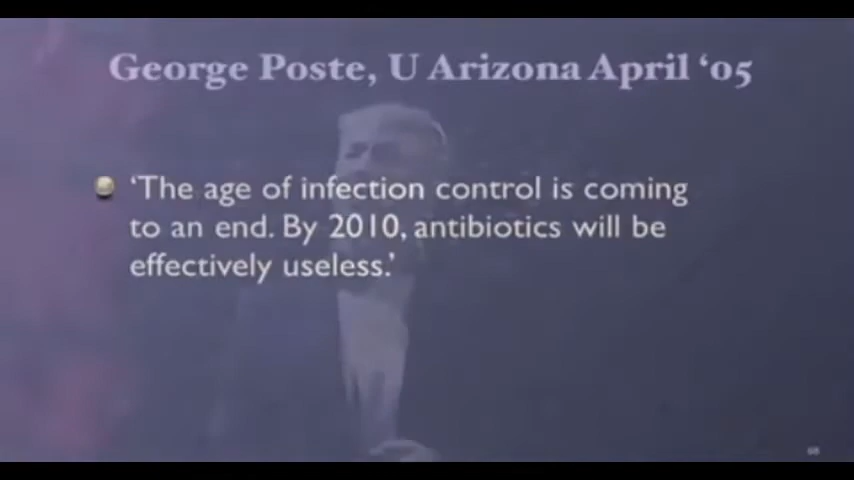 George Poste, U Arizona April ‘05
‘The age of infection control is coming
to an end. By 2010, antibiotics will be
effectively useless.’